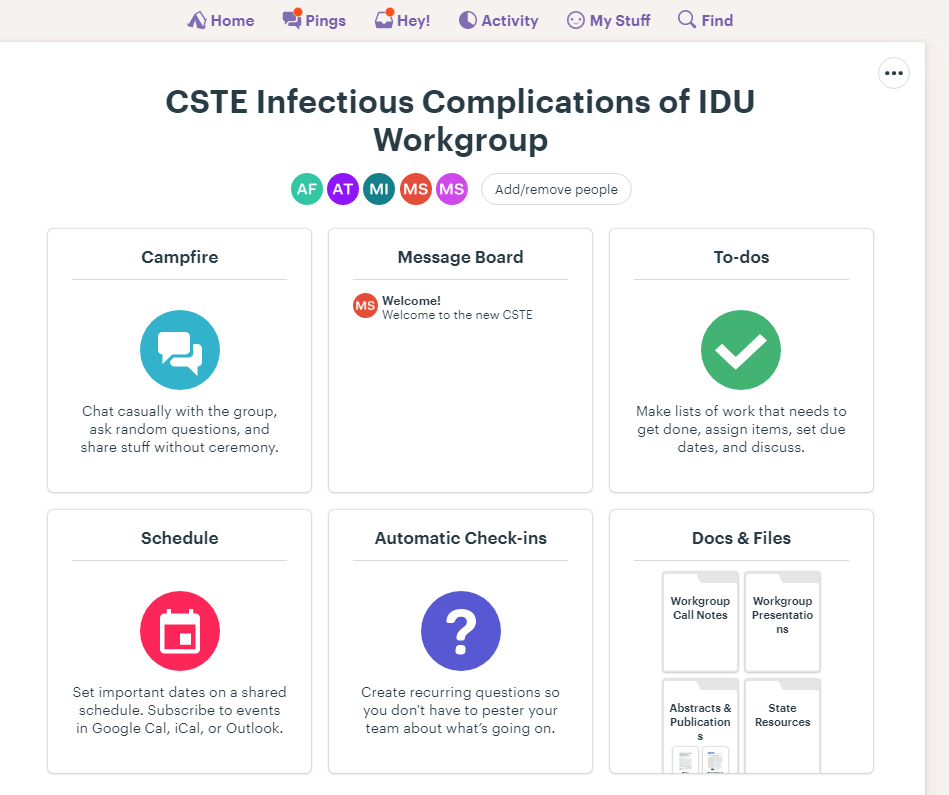 Home Pings Hey! Activity My Stuff Find
CSTE Infectious Complications of IDU
Workgroup
AF AT MI MS MS Add/remove people
Campfire
Chat casually with the group,
ask random questions, and
share stuff without ceremony.
Message Board
MS Welcome!
Welcome to the new CSTE
To-dos
Make lists of work that needs to
get done, assign items, set due
dates, and discuss.
Schedule
Set important dates on a shared
schedule. Subscribe to events
in Google Cal, iCal, or Outlook.
Automatic Check-ins
?
Create recurring questions so
you don't have to pester your
team about what’s going on.
Docs & Files
Workgroup
Call Notes
Workgroup
Presentatio
ns
Abstracts &
Publication
s
State
Resources